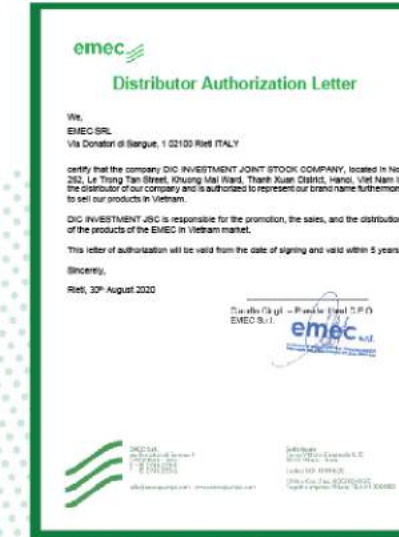 emec
Distributor Authorization Letter
We,
EMEC SRL
Via Donatori di Sangue, 1 02100 Rieti ITALY
certify that the company DIC INVESTMENT JOINT STOCK COMPANY, located in No
252, Le Trong Tan Street, Khuong Mai Ward, Thanh Xuan District, Hanoi, Viet Nam is
the distributor of our company and is authorized to represent our brand name furthermore
to sell our products in Vietnam.
DIC INVESTMENT JSC is responsible for the promotion, the sales, and the distribution
of the products of the EMEC in Vietnam market.
This letter of authorization will be valid from the date of signing and valid within 5 years.
Sincerely,
Rieti, 30th August 2020
EMEC S.r.l.
emec s.r.l.